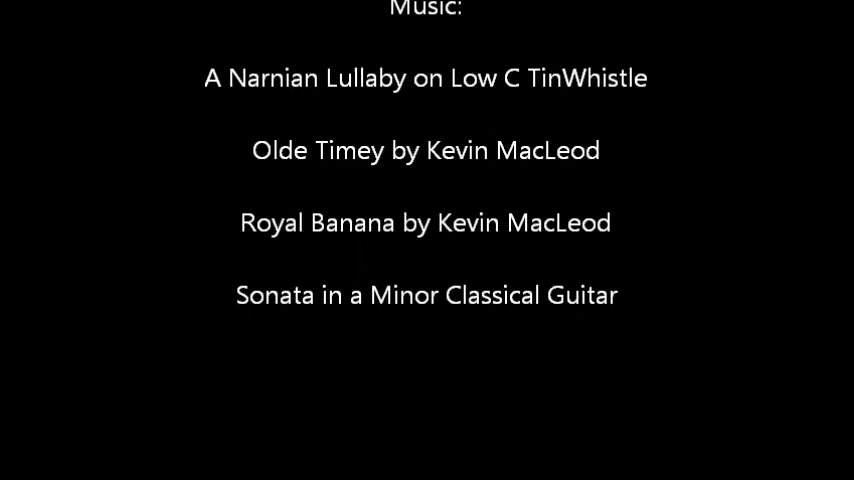 Music:
A Narnian Lullaby on Low C TinWhistle
Olde Timey by Kevin MacLeod
Royal Banana by Kevin MacLeod
Sonata in a Minor Classical Guitar